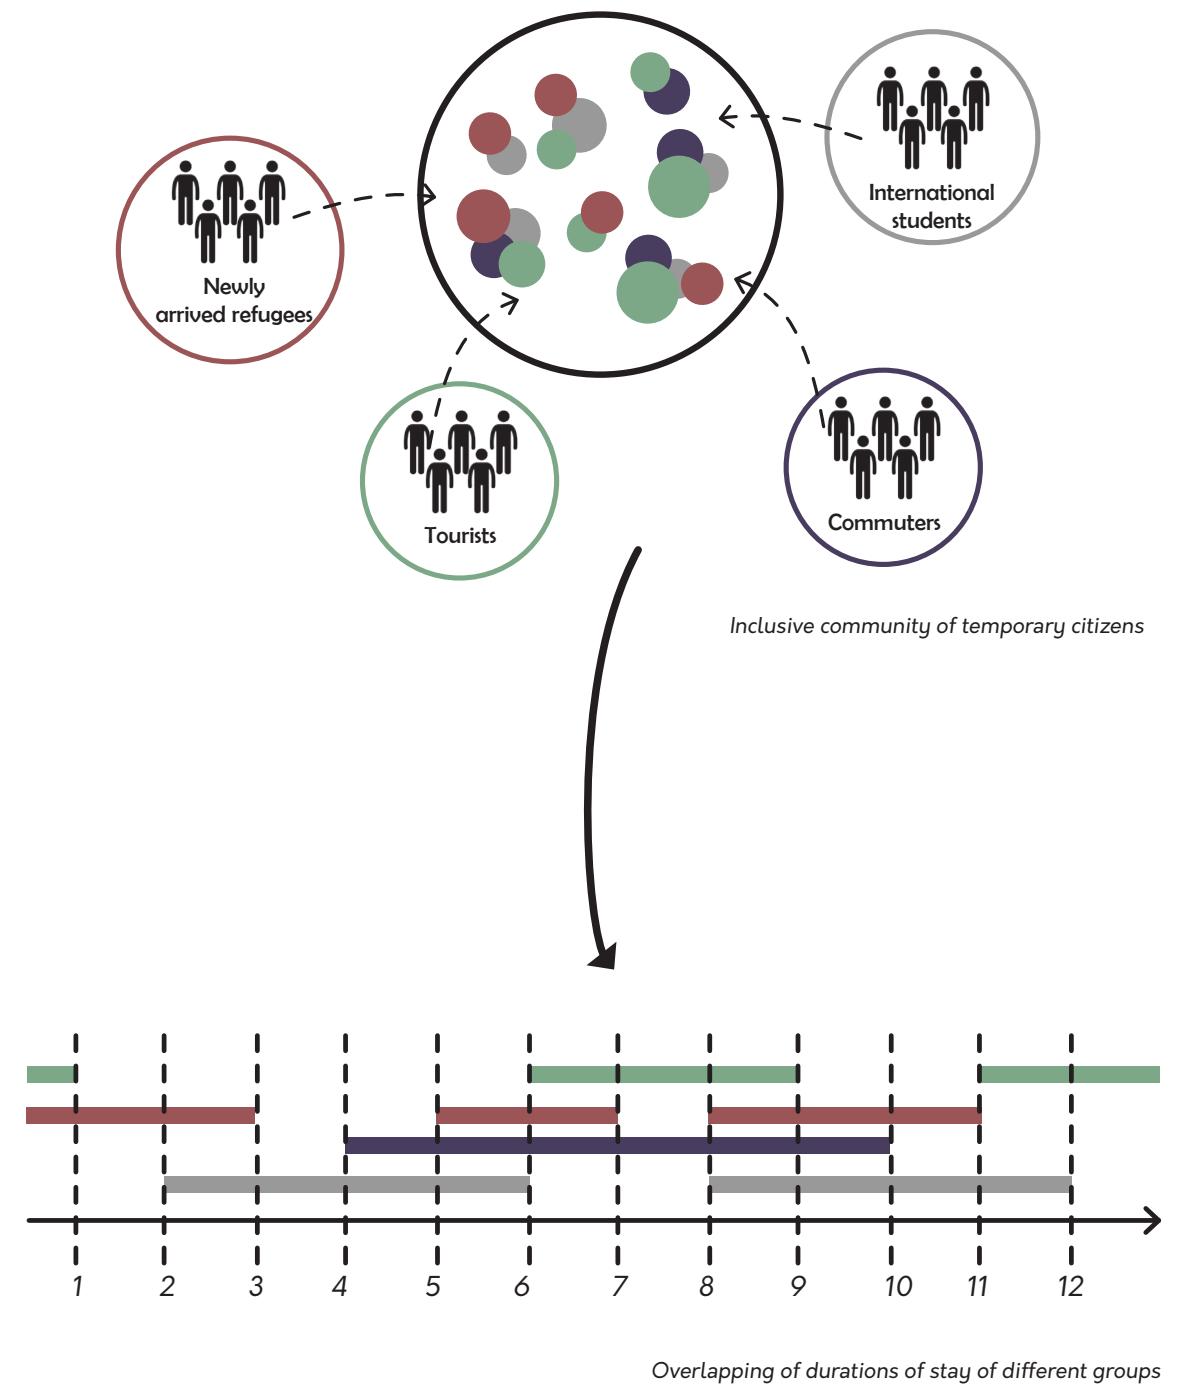 International
students
Newly
arrived refugees
Tourists
Commuters
Inclusive community of temporary citizens
1 2 3 4 5 6 7 8 9 10 11 12
Overlapping of durations of stay of different groups